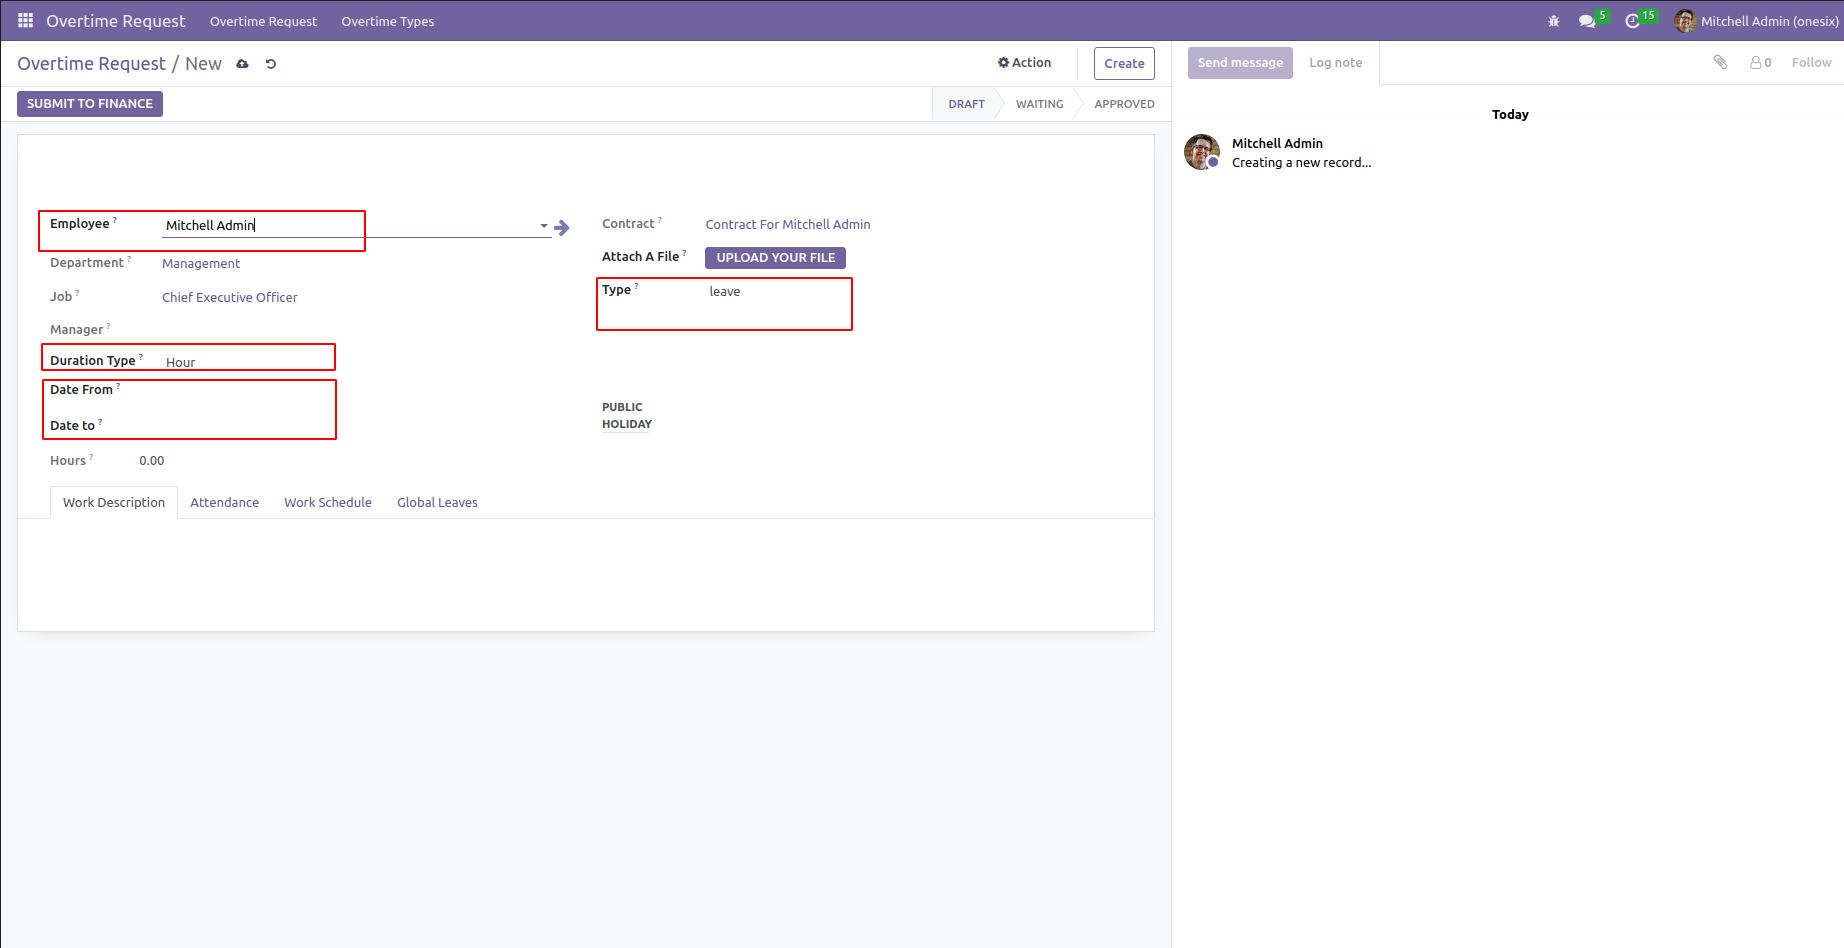 Overtime Request Overtime Request Overtime Types 5 15 Mitchell Admin (onesix)
Overtime Request / New Action Create
SUBMIT TO FINANCE DRAFT WAITING APPROVED
Employee ? Mitchell Admin
Department ? Management
Job ? Chief Executive Officer
Manager ?
Duration Type ? Hour
Date From ?
Date to ?
Hours ? 0.00
Contract ? Contract For Mitchell Admin
Attach A File ? UPLOAD YOUR FILE
Type ? leave
PUBLIC
HOLIDAY
Work Description Attendance Work Schedule Global Leaves
Send message Log note 0 Follow
Today
Mitchell Admin
Creating a new record...